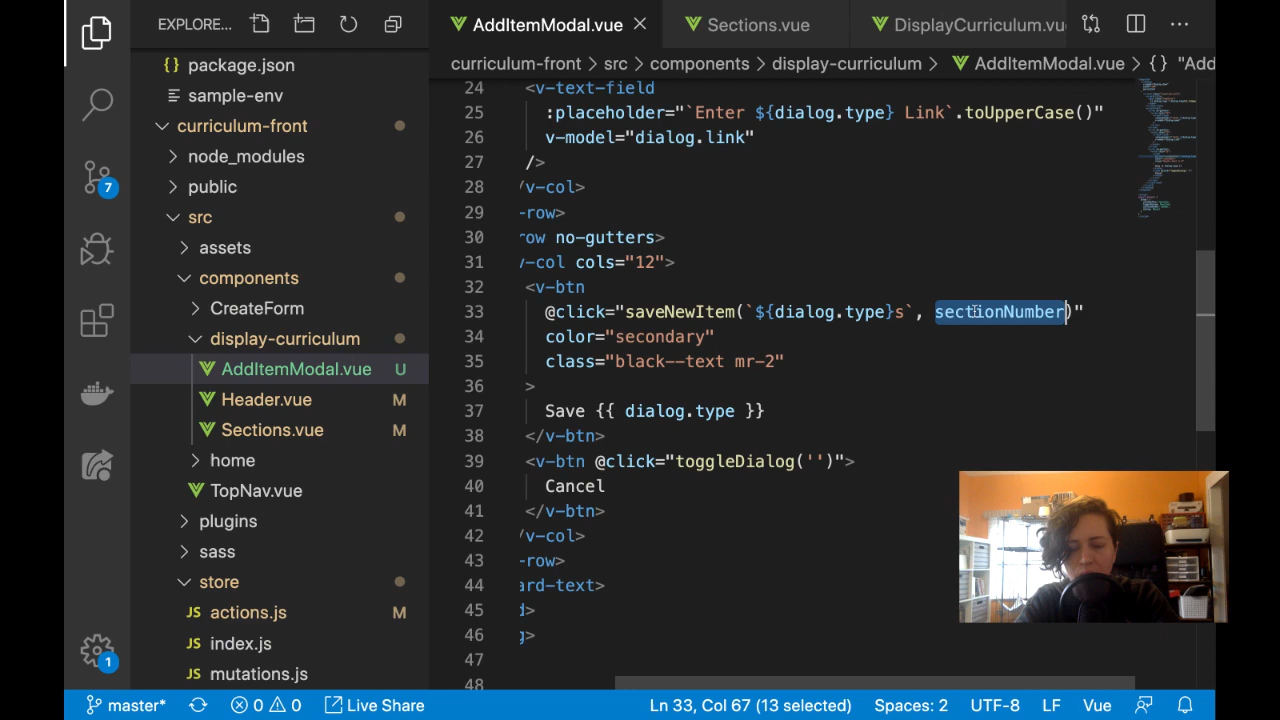 EXPLORE...
AddItemModal.vue
Sections.vue
DisplayCurriculum.vu
curriculum-front > src > components > display-curriculum > AddItemModal.vue > {} "Add
{} package.json
sample-env
curriculum-front
node_modules
public
src
assets
components
CreateForm
display-curriculum
AddItemModal.vue U
Header.vue M
Sections.vue M
home
TopNav.vue
plugins
sass
store
JS actions.js M
JS index.js
JS mutations.js
7
1
24 <v-text-field
25 :placeholder="`Enter ${dialog.type} Link`.toUpperCase()"
26 v-model="dialog.link"
27 />
28 /v-col>
29 -row>
30 row no-gutters>
31 v-col cols="12">
32 <v-btn
33 @click="saveNewItem(`${dialog.type}s`, sectionNumber)"
34 color="secondary"
35 class="black--text mr-2"
36 >
37 Save {{ dialog.type }}
38 </v-btn>
39 <v-btn @click="toggleDialog('')">
40 Cancel
41 </v-btn>
42 /v-col>
43 -row>
44 ard-text>
45 d>
46 g>
47
48
master* 0 0 Live Share Ln 33, Col 67 (13 selected) Spaces: 2 UTF-8 LF Vue